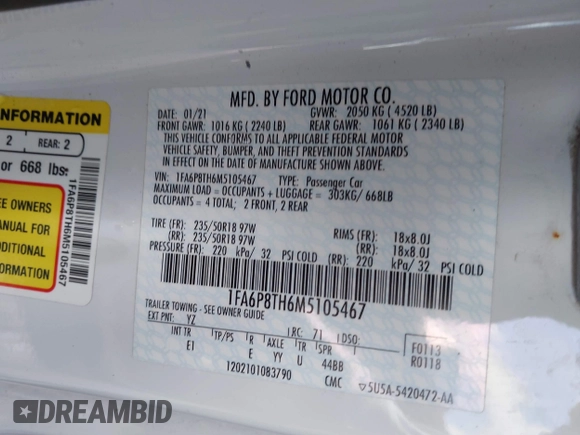 INFORMATION
2 REAR: 2
or 668 lbs:
EE OWNERS
ANUAL FOR
DDITIONAL
FORMATION
1FA6P8TH6M5105467
MFD. BY FORD MOTOR CO.
DATE: 01/21 GVWR: 2050 KG ( 4520 LB)
FRONT GAWR: 1016 KG ( 2240 LB) REAR GAWR: 1061 KG ( 2340 LB)
THIS VEHICLE CONFORMS TO ALL APPLICABLE FEDERAL MOTOR
VEHICLE SAFETY, BUMPER, AND THEFT PREVENTION STANDARDS IN
EFFECT ON THE DATE OF MANUFACTURE SHOWN ABOVE.
VIN: 1FA6P8TH6M5105467 TYPE: Passenger Car
MAXIMUM LOAD = OCCUPANTS + LUGGAGE = 303KG/ 668LB
OCCUPANTS = 4 TOTAL; 2 FRONT, 2 REAR
TIRE(FR): 235/50R18 97W RIMS(FR): 18x8.0J
(RR): 235/50R18 97W (RR): 18x8.0J
PRESSURE(FR): 220 kPa/ 32 PSI COLD (RR): 220 kPa/ 32 PSI COLD
1FA6P8TH6M5105467
TRAILER TOWING - SEE OWNER GUIDE
EXT PNT: YZ RC: 71 DSO: F0113
INT TR TP/PS R AXLE TR SPR R0118
EI E YY U 44BB
1202101083790 CMC 5U5A-5420472-AA
DREAMBID